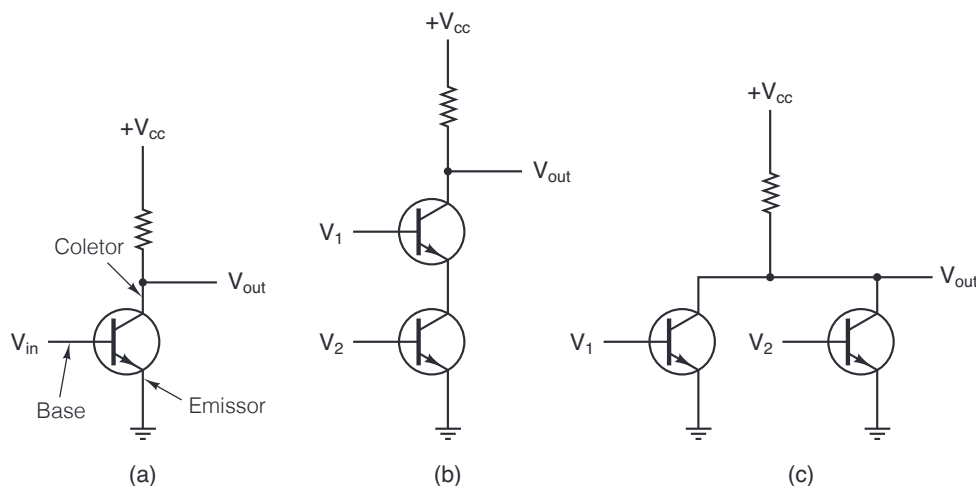 +Vcc
Coletor
Vout
Vin
Base
Emissor
(a)
+Vcc
Vout
V1
V2
(b)
+Vcc
Vout
V1
V2
(c)